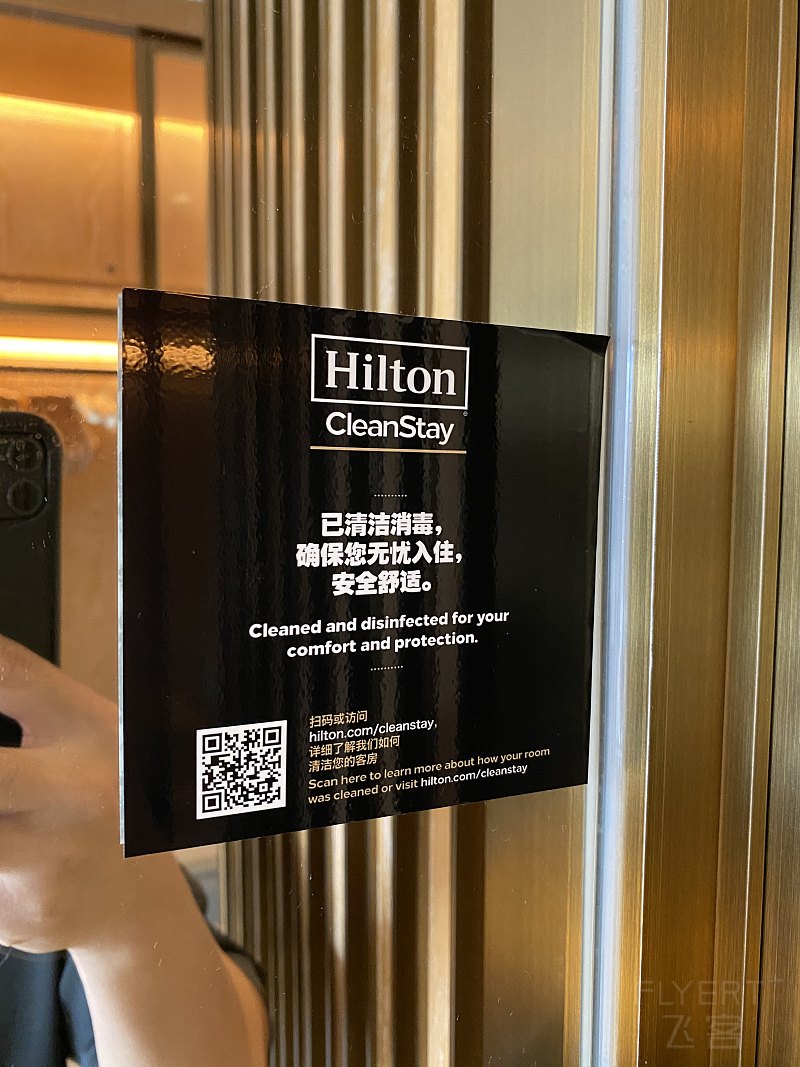 Hilton
CleanStay
已清洁消毒，
确保您无忧入住，
安全舒适。
Cleaned and disinfected for your
comfort and protection.
扫码或访问
hilton.com/cleanstay，
详细了解我们如何
清洁您的客房
Scan here to learn more about how your room
was cleaned or visit hilton.com/cleanstay
FLYERT
飞客